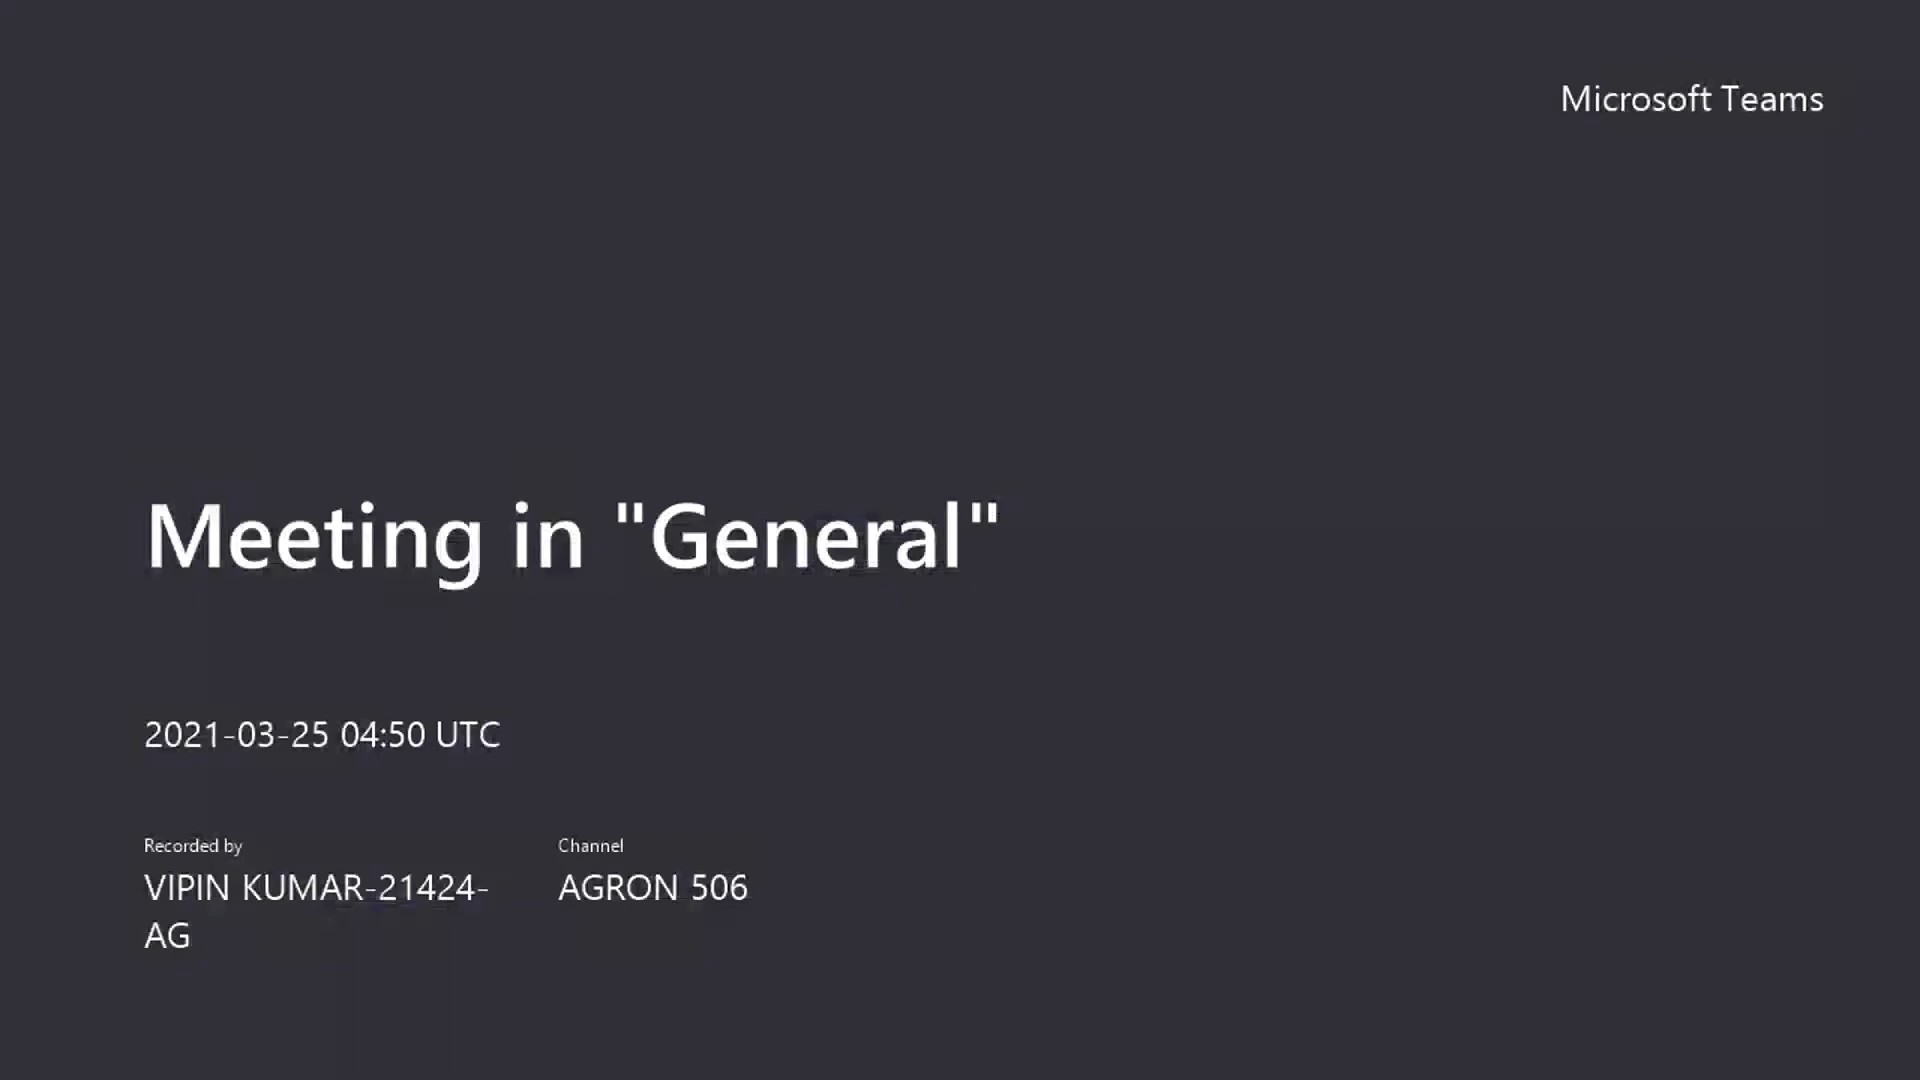 Microsoft Teams
Meeting in "General"
2021-03-25 04:50 UTC
Recorded by
VIPIN KUMAR-21424-
AG
Channel
AGRON 506